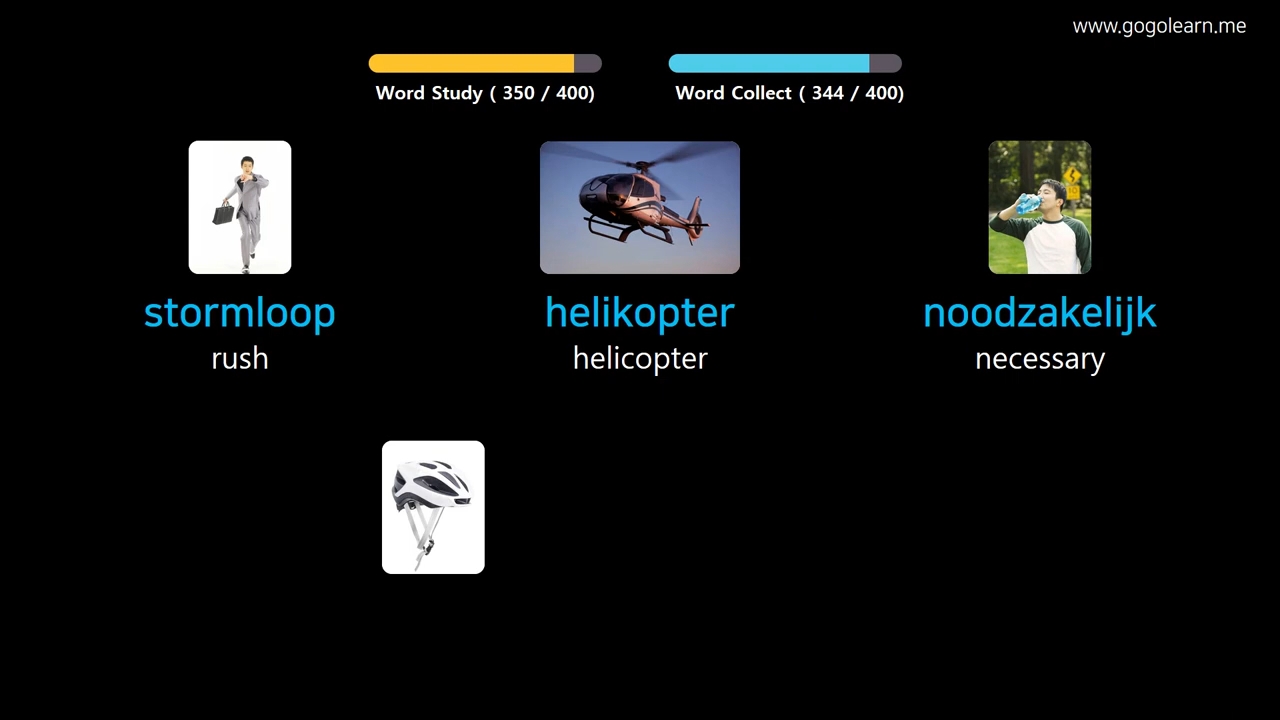 www.gogolearn.me
Word Study ( 350 / 400)
Word Collect ( 344 / 400)
stormloop
helikopter
noodzakelijk
rush
helicopter
necessary